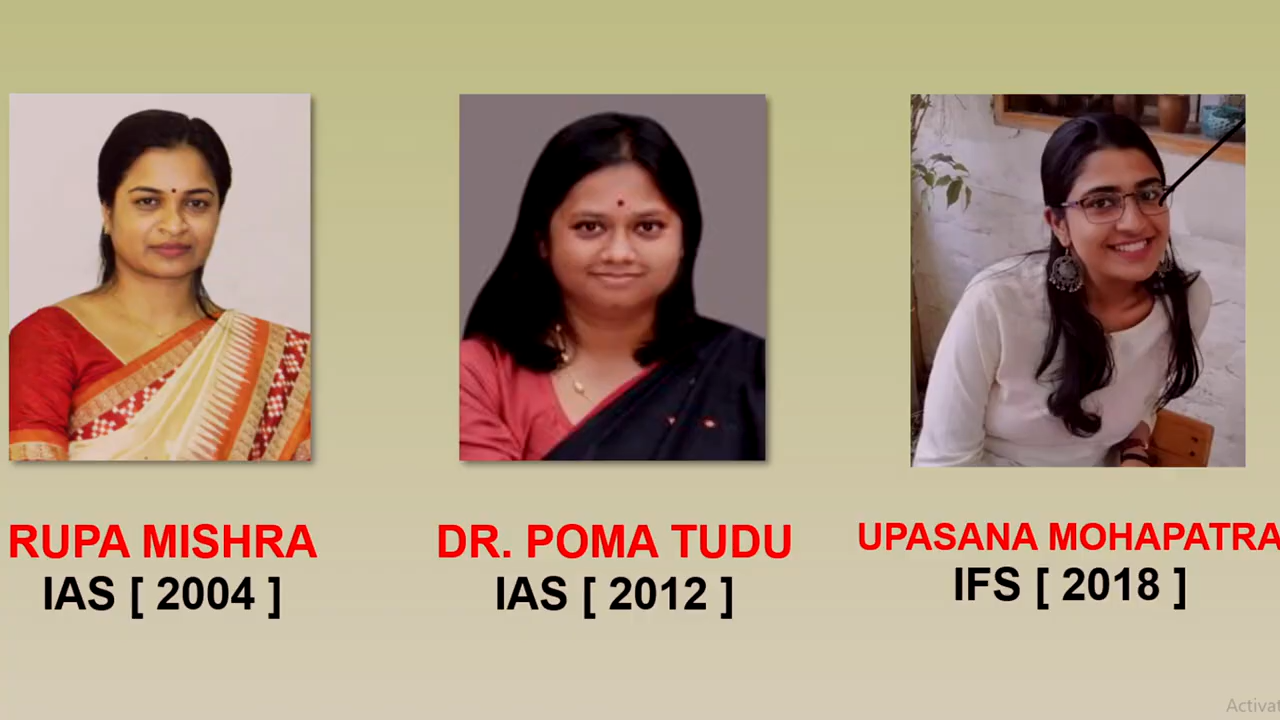 RUPA MISHRA
IAS [ 2004 ]
DR. POMA TUDU
IAS [ 2012 ]
UPASANA MOHAPATRA
IFS [ 2018 ]